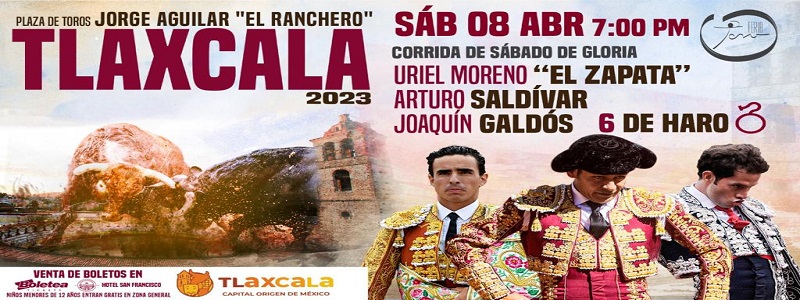 PLAZA DE TOROS JORGE AGUILAR "EL RANCHERO"
TLAXCALA
2023
SÁB 08 ABR 7:00 PM
CORRIDA DE SÁBADO DE GLORIA
URIEL MORENO “EL ZAPATA”
ARTURO SALDÍVAR
JOAQUÍN GALDÓS 6 DE HARO
VENTA DE BOLETOS EN
Boletea HOTEL SAN FRANCISCO
NIÑOS MENORES DE 12 AÑOS ENTRAN GRATIS EN ZONA GENERAL
TLAXCALA
CAPITAL ORIGEN DE MÉXICO